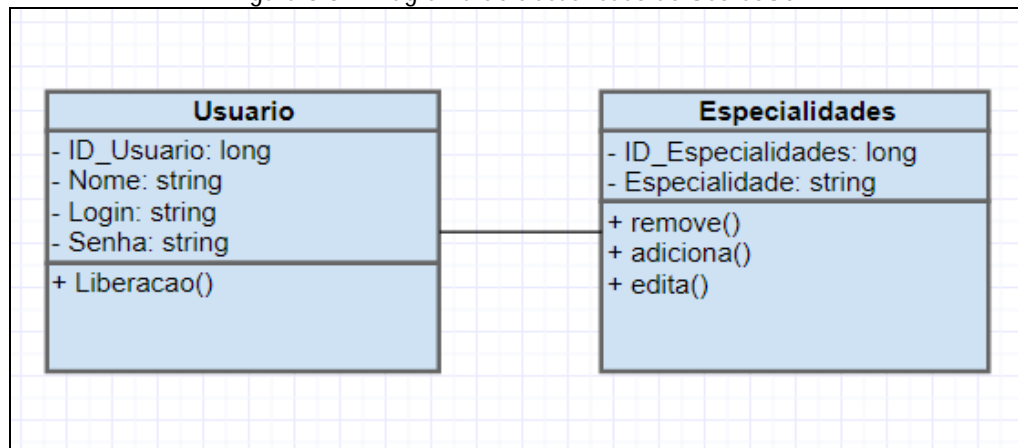 Usuario
- ID_Usuario: long
- Nome: string
- Login: string
- Senha: string
+ Liberacao()
Especialidades
- ID_Especialidades: long
- Especialidade: string
+ remove()
+ adiciona()
+ edita()